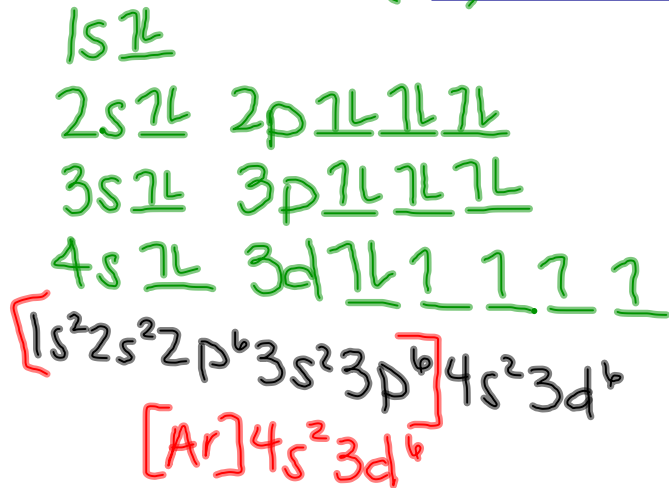 1s ↿⇂
2s ↿⇂ 2p ↿⇂ ↿⇂ ↿⇂
3s ↿⇂ 3p ↿⇂ ↿⇂ ↿⇂
4s ↿⇂ 3d ↿⇂ ↿ ↿ ↿ ↿
[1s²2s²2p⁶3s²3p⁶]4s²3d⁶
[Ar]4s²3d⁶